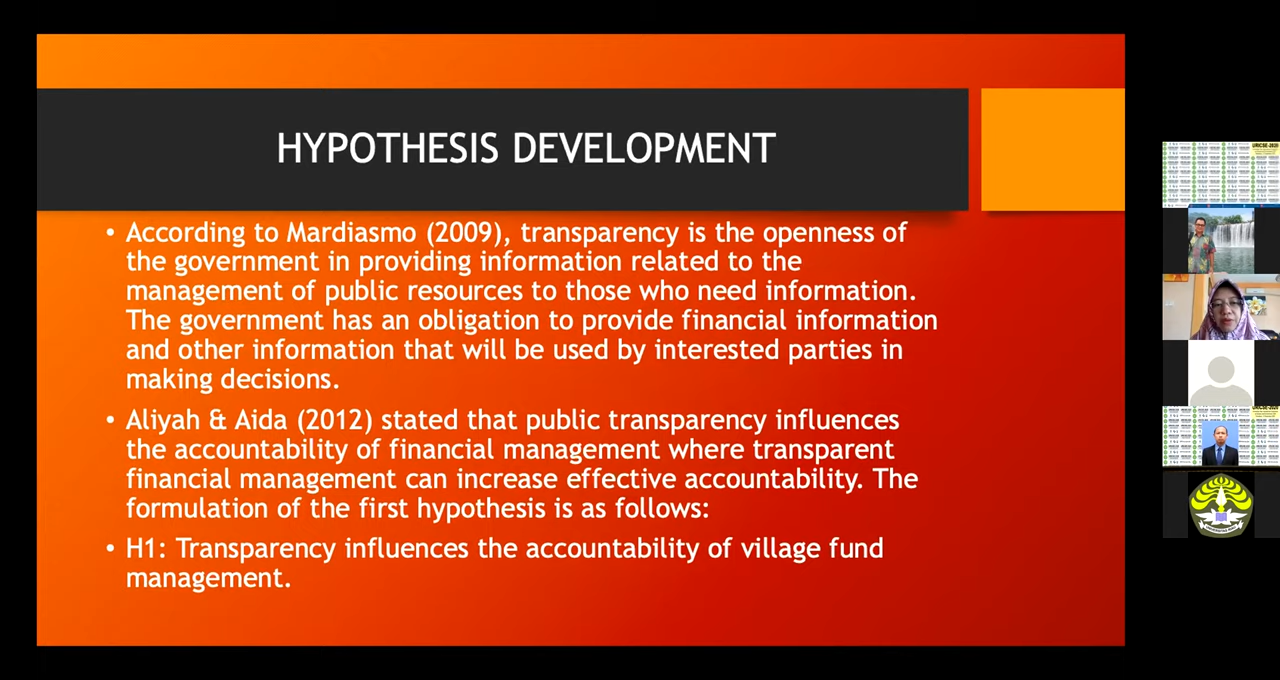 HYPOTHESIS DEVELOPMENT
• According to Mardiasmo (2009), transparency is the openness of
the government in providing information related to the
management of public resources to those who need information.
The government has an obligation to provide financial information
and other information that will be used by interested parties in
making decisions.
• Aliyah & Aida (2012) stated that public transparency influences
the accountability of financial management where transparent
financial management can increase effective accountability. The
formulation of the first hypothesis is as follows:
• H1: Transparency influences the accountability of village fund
management.
URICSE-2020